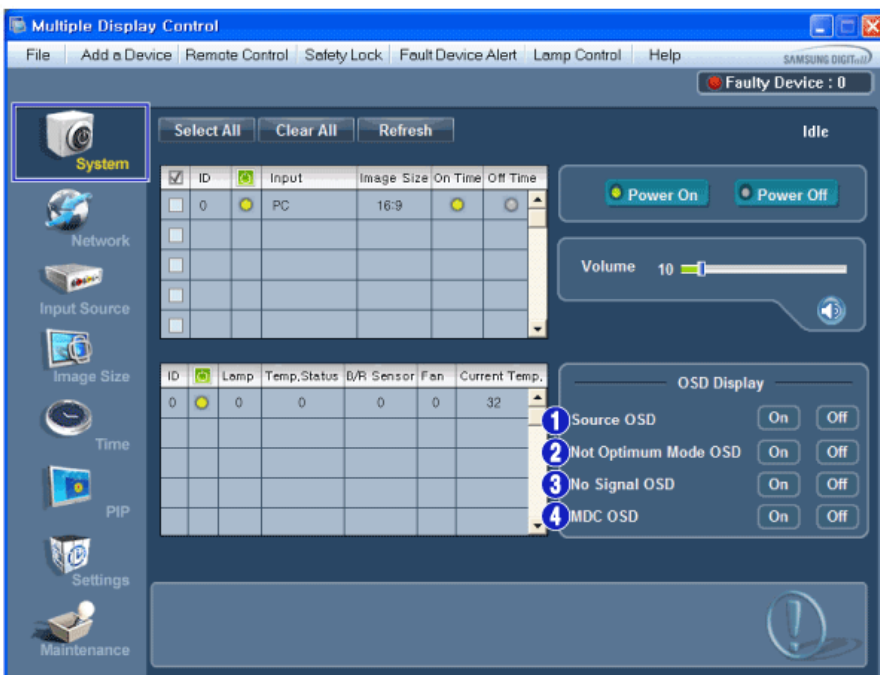 Multiple Display Control
File Add a Device Remote Control Safety Lock Fault Device Alert Lamp Control Help SAMSUNG DIGITall
Faulty Device : 0
System
Network
Input Source
Image Size
Time
PIP
Settings
Maintenance
Select All Clear All Refresh Idle
ID Input Image Size On Time Off Time
0 PC 16:9
Power On Power Off
Volume 10
ID Lamp Temp,Status B/R Sensor Fan Current Temp,
0 0 0 0 0 32
OSD Display
1 Source OSD On Off
2 Not Optimum Mode OSD On Off
3 No Signal OSD On Off
4 MDC OSD On Off